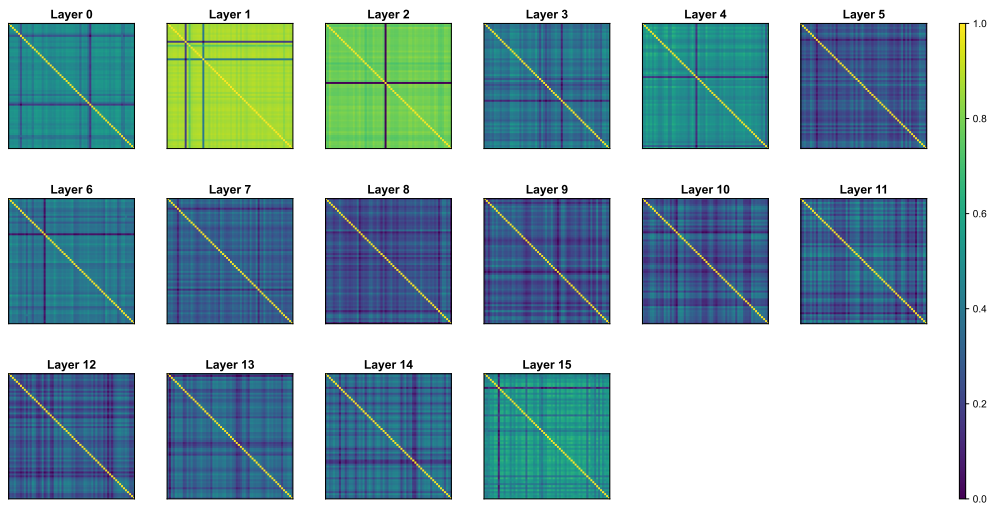 Layer 0
Layer 1
Layer 2
Layer 3
Layer 4
Layer 5
Layer 6
Layer 7
Layer 8
Layer 9
Layer 10
Layer 11
Layer 12
Layer 13
Layer 14
Layer 15
1.0
0.8
0.6
0.4
0.2
0.0